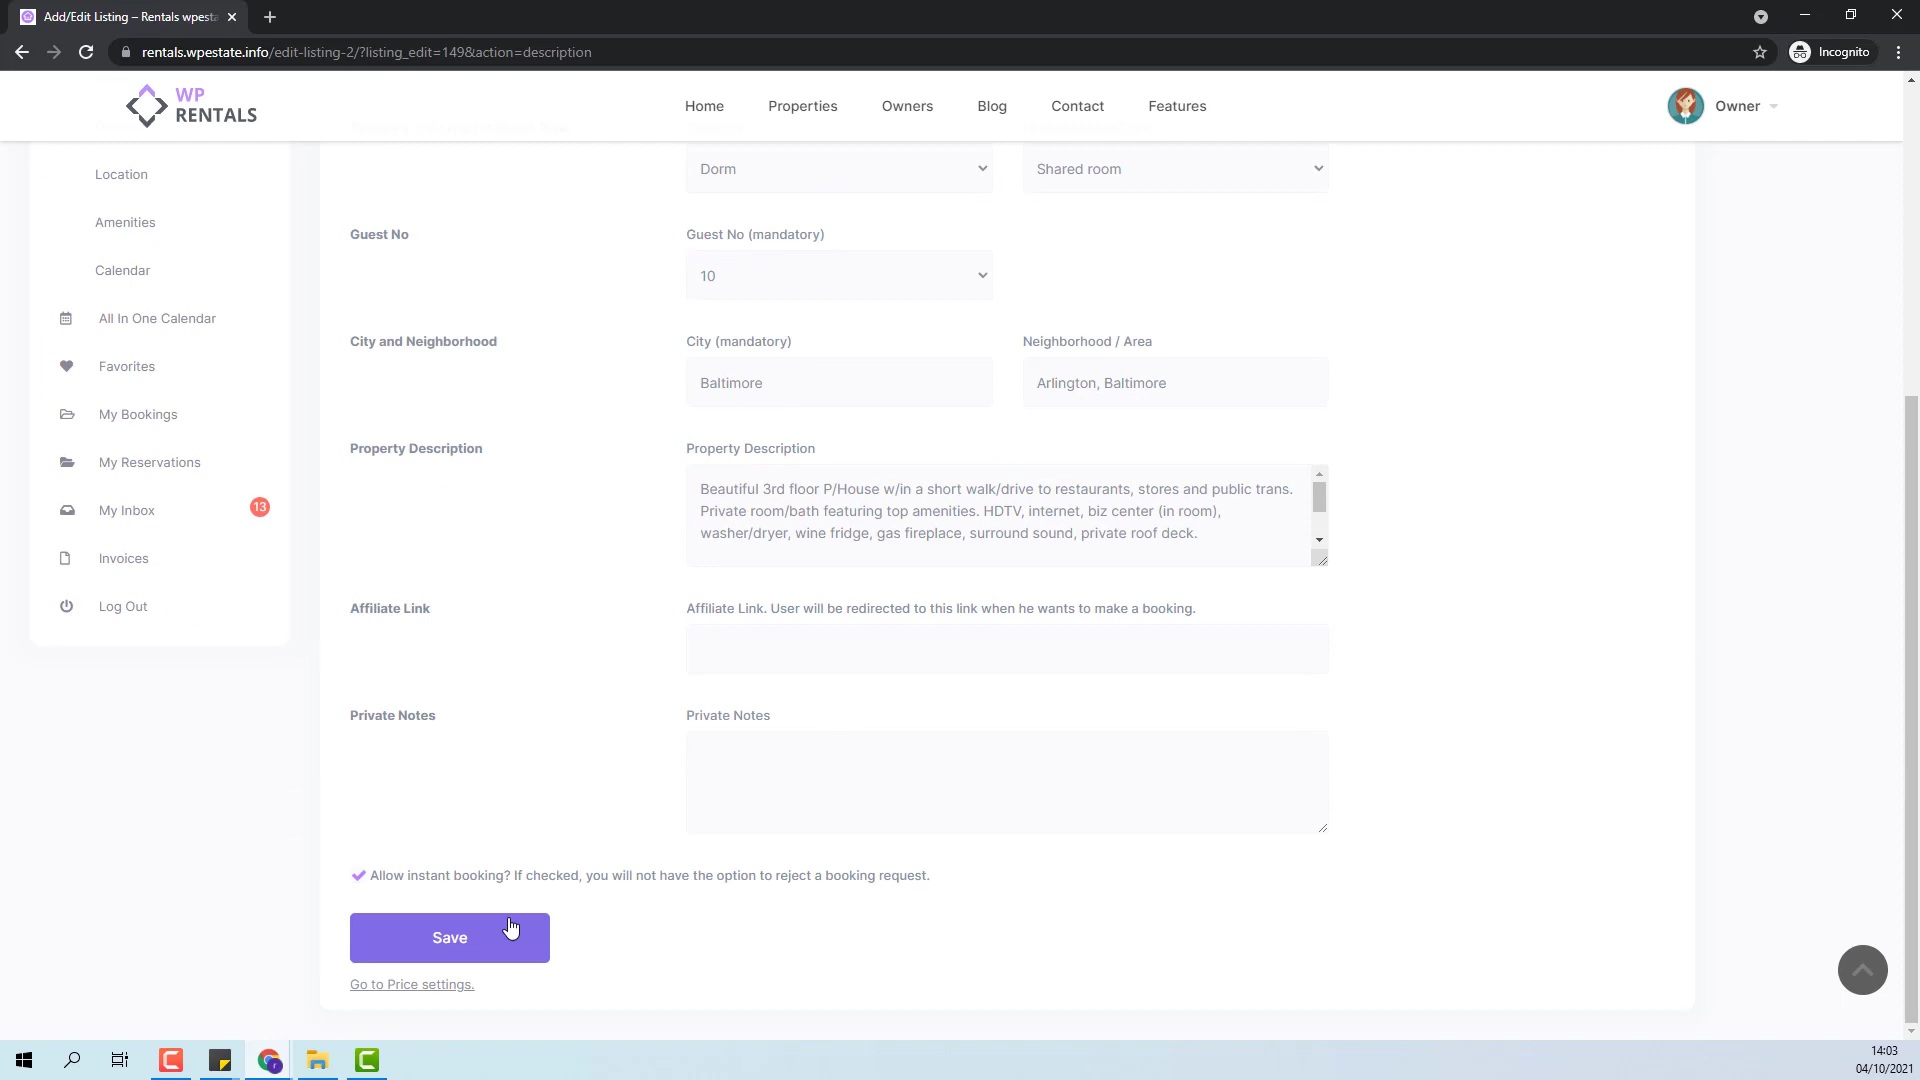 Add/Edit Listing – Rentals wpesta
rentals.wpestate.info/edit-listing-2/?listing_edit=149&action=description
Incognito
WP
RENTALS
Home
Properties
Owners
Blog
Contact
Features
Owner
Location
Amenities
Calendar
All In One Calendar
Favorites
My Bookings
My Reservations
My Inbox
13
Invoices
Log Out
Dorm
Shared room
Guest No
Guest No (mandatory)
10
City and Neighborhood
City (mandatory)
Neighborhood / Area
Baltimore
Arlington, Baltimore
Property Description
Property Description
Beautiful 3rd floor P/House w/in a short walk/drive to restaurants, stores and public trans.
Private room/bath featuring top amenities. HDTV, internet, biz center (in room),
washer/dryer, wine fridge, gas fireplace, surround sound, private roof deck.
Affiliate Link
Affiliate Link. User will be redirected to this link when he wants to make a booking.
Private Notes
Private Notes
Allow instant booking? If checked, you will not have the option to reject a booking request.
Save
Go to Price settings.
14:03
04/10/2021